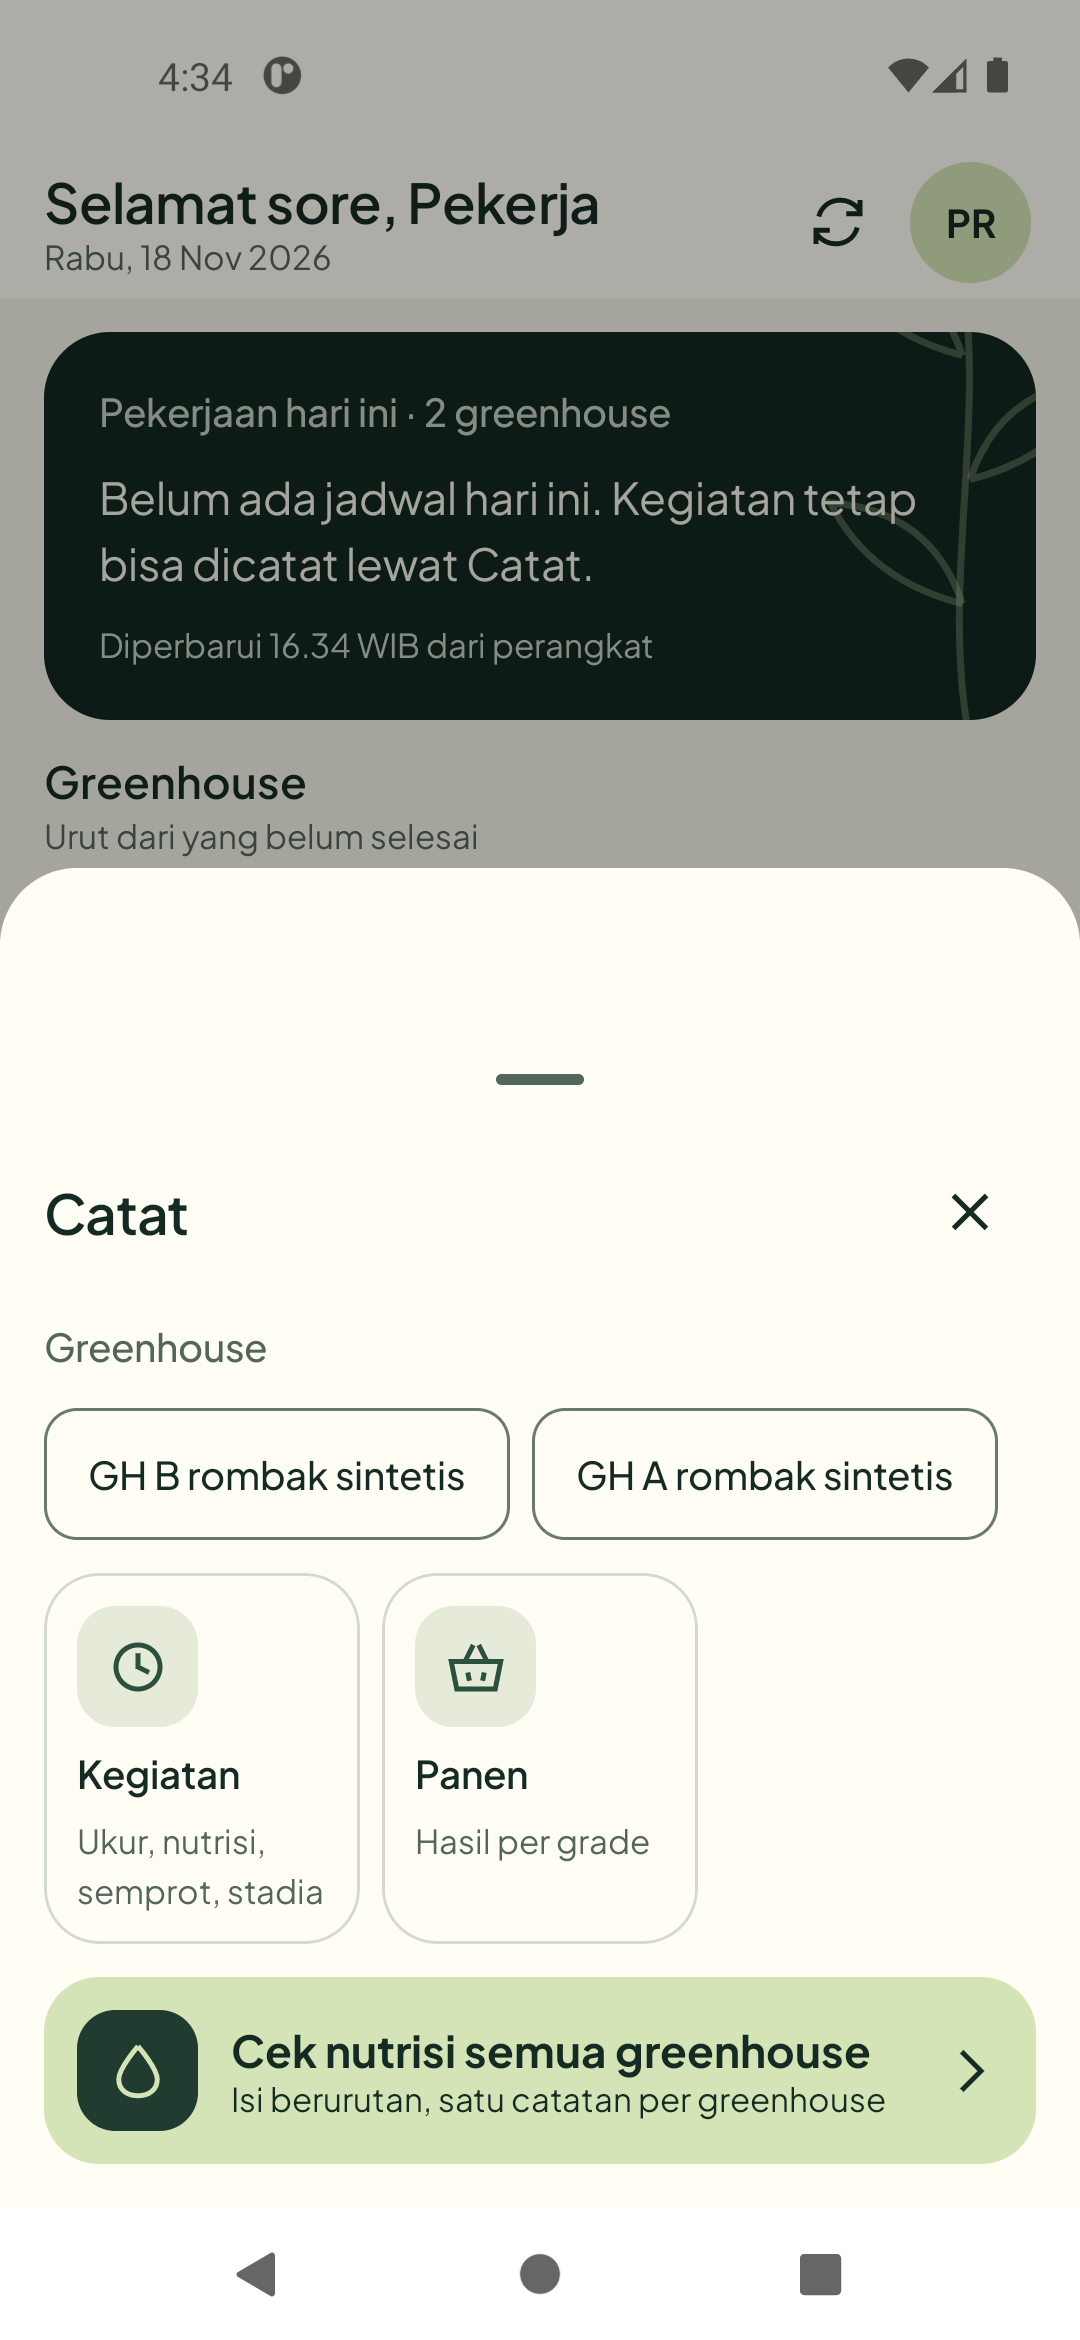 4:34
Selamat sore, Pekerja
Rabu, 18 Nov 2026
PR
Pekerjaan hari ini · 2 greenhouse
Belum ada jadwal hari ini. Kegiatan tetap
bisa dicatat lewat Catat.
Diperbarui 16.34 WIB dari perangkat
Greenhouse
Urut dari yang belum selesai
Catat
Greenhouse
GH B rombak sintetis
GH A rombak sintetis
Kegiatan
Ukur, nutrisi,
semprot, stadia
Panen
Hasil per grade
Cek nutrisi semua greenhouse
Isi berurutan, satu catatan per greenhouse